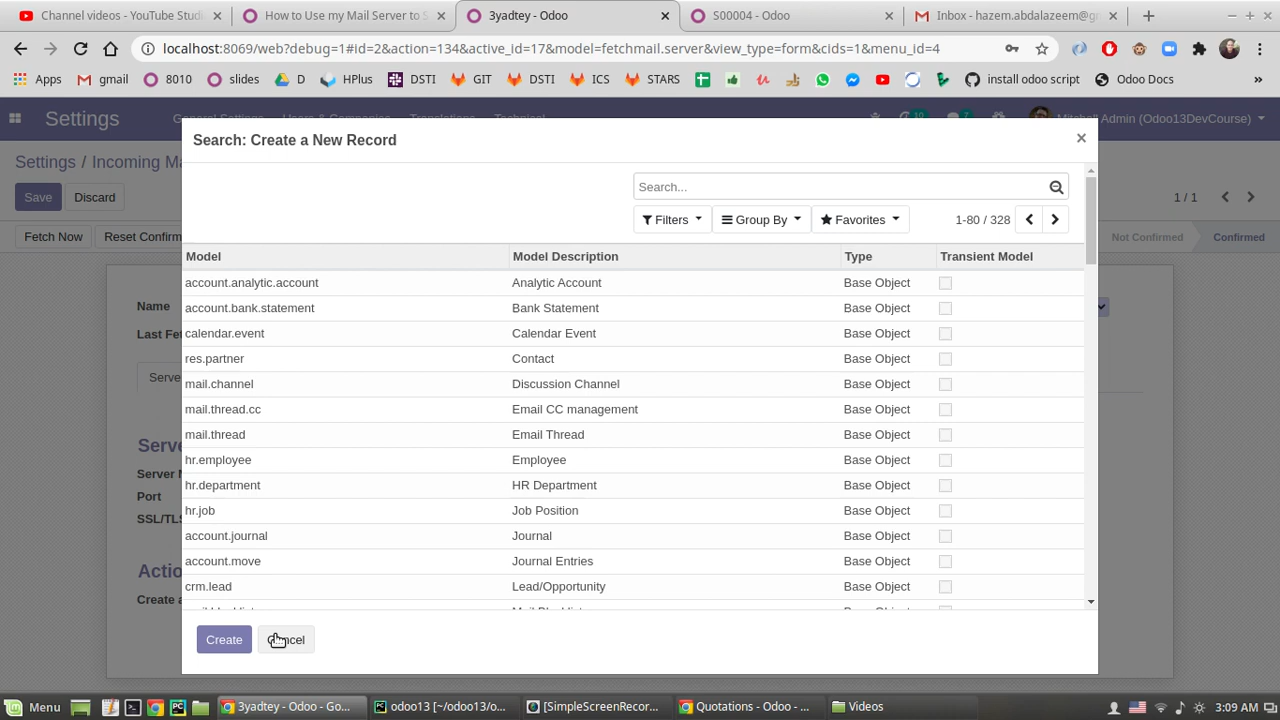 Channel videos - YouTube Studi
How to Use my Mail Server to S
3yadtey - Odoo
S00004 - Odoo
Inbox - hazem.abdalazeem@g
localhost:8069/web?debug=1#id=2&action=134&active_id=17&model=fetchmail.server&view_type=form&cids=1&menu_id=4
Apps gmail 8010 slides D HPlus DSTI GIT DSTI ICS STARS install odoo script Odoo Docs »
Settings General Settings Users & Companies Translations Technical 10 7 Mitchell Admin (Odoo13DevCourse)
Settings / Incoming Ma
Save Discard 1 / 1
Fetch Now Reset Confirm Not Confirmed Confirmed
Name
Last Fet
Serve
Serve
Server N
Port
SSL/TLS
Actio
Create a
Search: Create a New Record ×
Search...
Filters Group By Favorites 1-80 / 328
Model Model Description Type Transient Model
account.analytic.account Analytic Account Base Object
account.bank.statement Bank Statement Base Object
calendar.event Calendar Event Base Object
res.partner Contact Base Object
mail.channel Discussion Channel Base Object
mail.thread.cc Email CC management Base Object
mail.thread Email Thread Base Object
hr.employee Employee Base Object
hr.department HR Department Base Object
hr.job Job Position Base Object
account.journal Journal Base Object
account.move Journal Entries Base Object
crm.lead Lead/Opportunity Base Object
Create Cancel
Menu 3yadtey - Odoo - Go... odoo13 [~/odoo13/o... [SimpleScreenRecor... Quotations - Odoo - ... Videos 3:09 AM